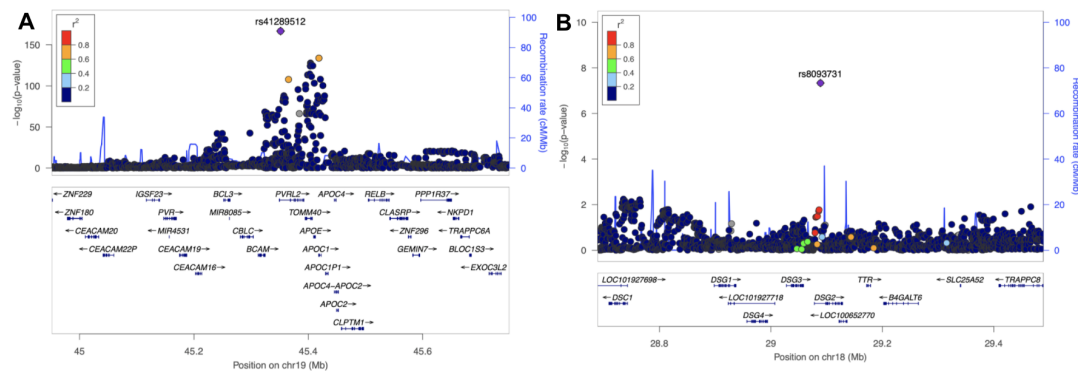 A
rs41289512
r²
0.8
0.6
0.4
0.2
−log₁₀(p−value)
150
100
50
0
Recombination rate (cM/Mb)
100
80
60
40
20
0
←ZNF229 IGSF23→ BCL3→ PVRL2→ APOC4→ RELB→ PPP1R37→
←ZNF180 PVR→ MIR8085→ TOMM40→ CLASRP→ NKPD1
←CEACAM20 MIR4531 CBLC→ APOE→ ZNF296 ←TRAPPC6A
←CEACAM22P CEACAM19→ BCAM→ APOC1→ GEMIN7→ BLOC1S3→
CEACAM16→ APOC1P1→ ←EXOC3L2
APOC4−APOC2→
APOC2→
CLPTM1→
45 45.2 45.4 45.6
Position on chr19 (Mb)
B
rs8093731
r²
0.8
0.6
0.4
0.2
−log₁₀(p−value)
10
8
6
4
2
0
Recombination rate (cM/Mb)
100
80
60
40
20
0
LOC101927698 DSG1→ DSG3→ TTR→ SLC25A52 ←TRAPPC8
←DSC1 ←LOC101927718 DSG2→ ←B4GALT6
DSG4→ ←LOC100652770
28.8 29 29.2 29.4
Position on chr18 (Mb)